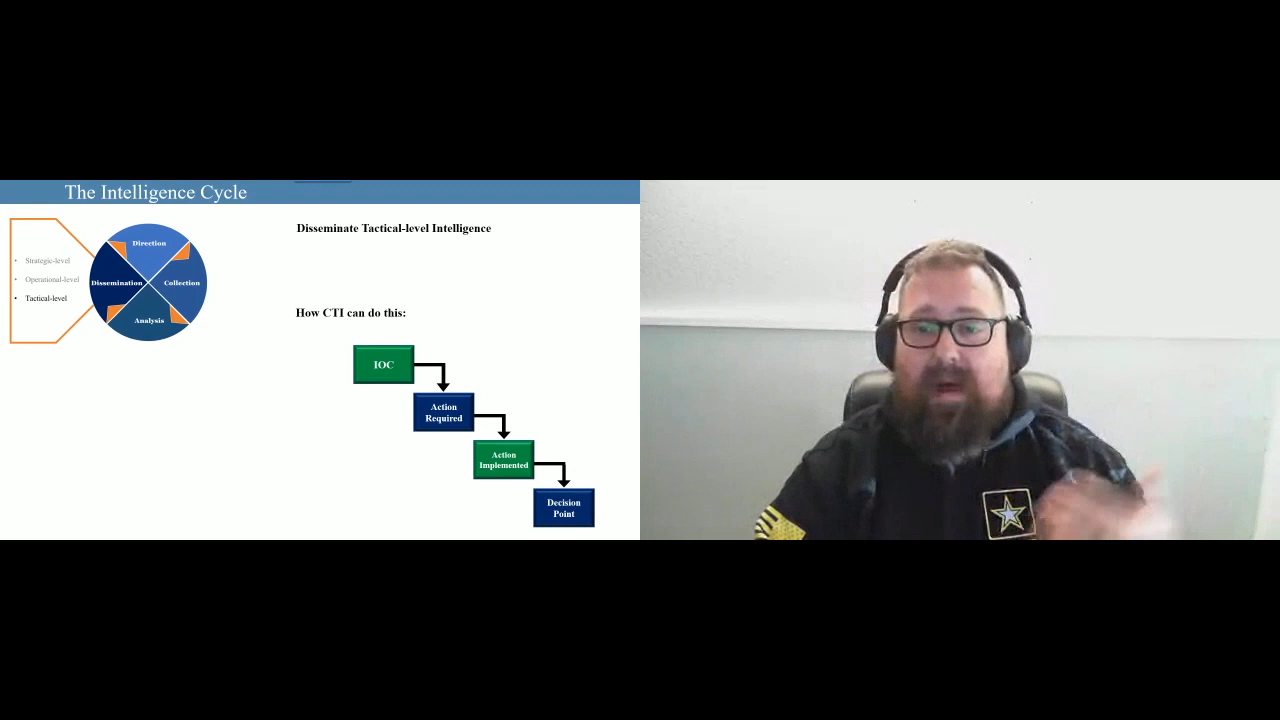 The Intelligence Cycle
Disseminate Tactical-level Intelligence
• Strategic-level
• Operational-level
• Tactical-level
Direction
Dissemination
Collection
Analysis
How CTI can do this:
IOC
Action
Required
Action
Implemented
Decision
Point